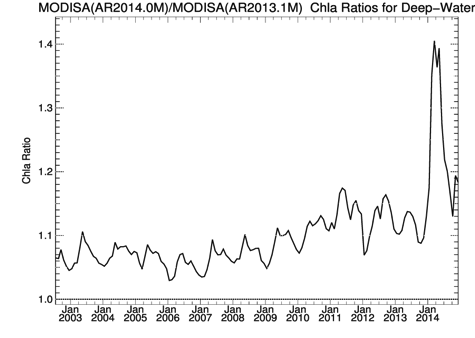 MODISA(AR2014.0M)/MODISA(AR2013.1M) Chla Ratios for Deep-Water
1.4
1.3
1.2
1.1
1.0
Chla Ratio
Jan Jan Jan Jan Jan Jan Jan Jan Jan Jan Jan Jan
2003 2004 2005 2006 2007 2008 2009 2010 2011 2012 2013 2014